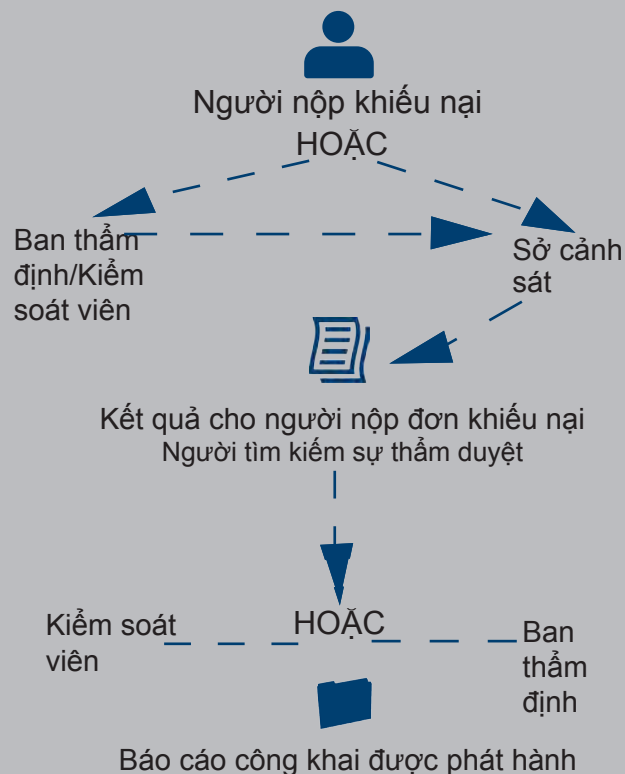 Người nộp khiếu nại
HOẶC
Ban thẩm
định/Kiểm
soát viên
Sở cảnh
sát
Kết quả cho người nộp đơn khiếu nại
Người tìm kiếm sự thẩm duyệt
Kiểm soát
viên
HOẶC
Ban
thẩm
định
Báo cáo công khai được phát hành